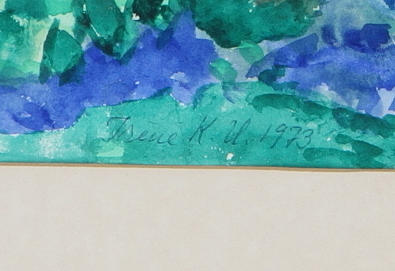 Irene K U. 1973